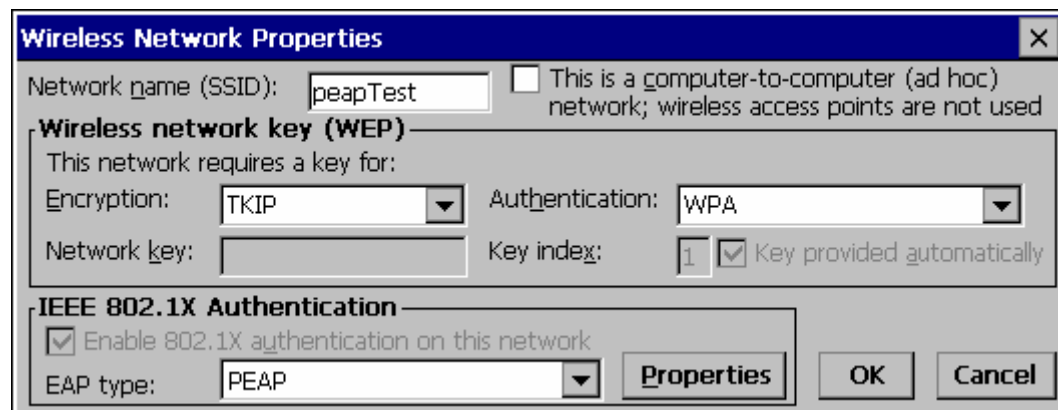 Wireless Network Properties
Network name (SSID): peapTest
This is a computer-to-computer (ad hoc)
network; wireless access points are not used
Wireless network key (WEP)
This network requires a key for:
Encryption: TKIP Authentication: WPA
Network key: Key index: 1 Key provided automatically
IEEE 802.1X Authentication
Enable 802.1X authentication on this network
EAP type: PEAP Properties OK Cancel